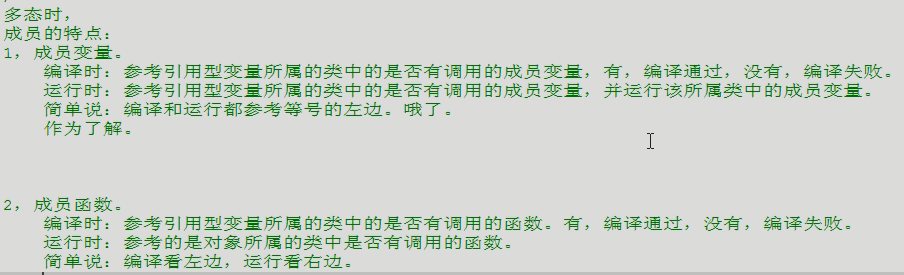 多态时，
成员的特点：
1，成员变量。
编译时：参考引用型变量所属的类中的是否有调用的成员变量，有，编译通过，没有，编译失败。
运行时：参考引用型变量所属的类中的是否有调用的成员变量，并运行该所属类中的成员变量。
简单说：编译和运行都参考等号的左边。哦了。
作为了解。
2，成员函数。
编译时：参考引用型变量所属的类中的是否有调用的函数。有，编译通过，没有，编译失败。
运行时：参考的是对象所属的类中是否有调用的函数。
简单说：编译看左边，运行看右边。